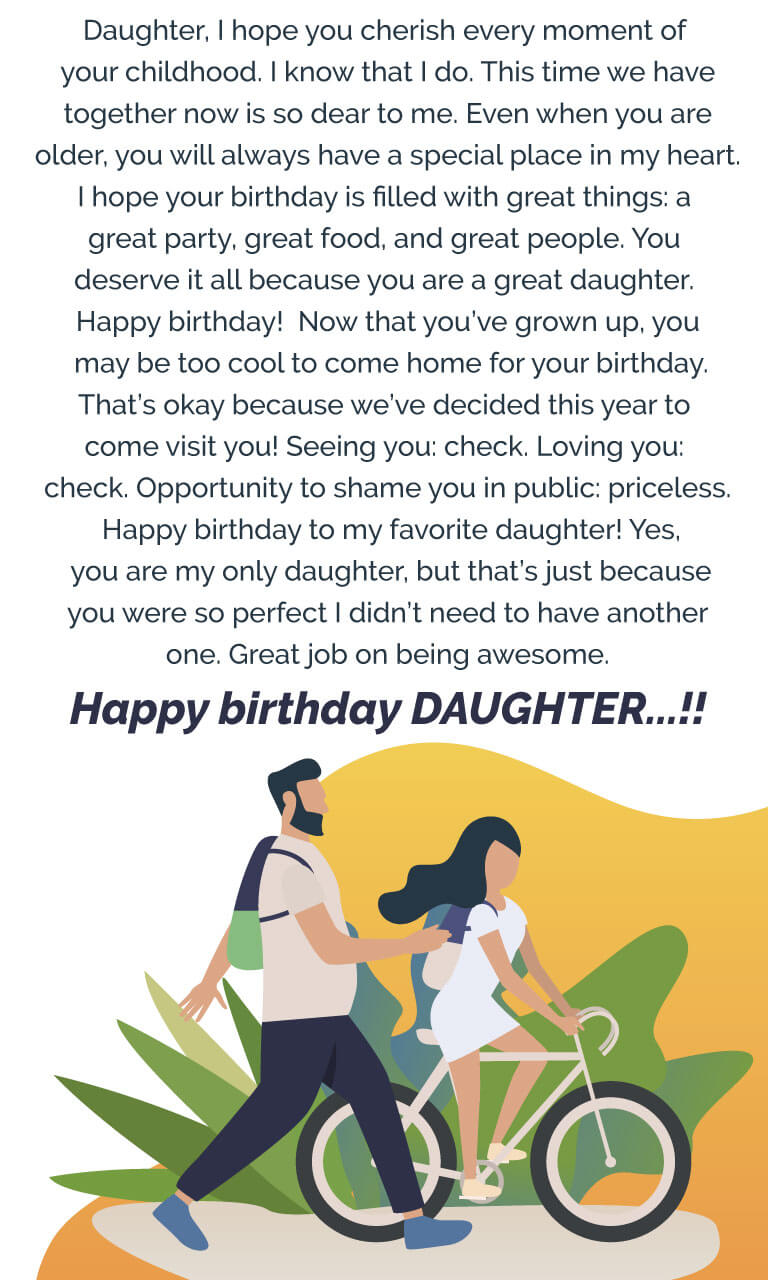 Daughter, I hope you cherish every moment of
your childhood. I know that I do. This time we have
together now is so dear to me. Even when you are
older, you will always have a special place in my heart.
I hope your birthday is filled with great things: a
great party, great food, and great people. You
deserve it all because you are a great daughter.
Happy birthday!  Now that you’ve grown up, you
may be too cool to come home for your birthday.
That’s okay because we’ve decided this year to
come visit you! Seeing you: check. Loving you:
check. Opportunity to shame you in public: priceless.
Happy birthday to my favorite daughter! Yes,
you are my only daughter, but that’s just because
you were so perfect I didn’t need to have another
one. Great job on being awesome.
Happy birthday DAUGHTER...!!